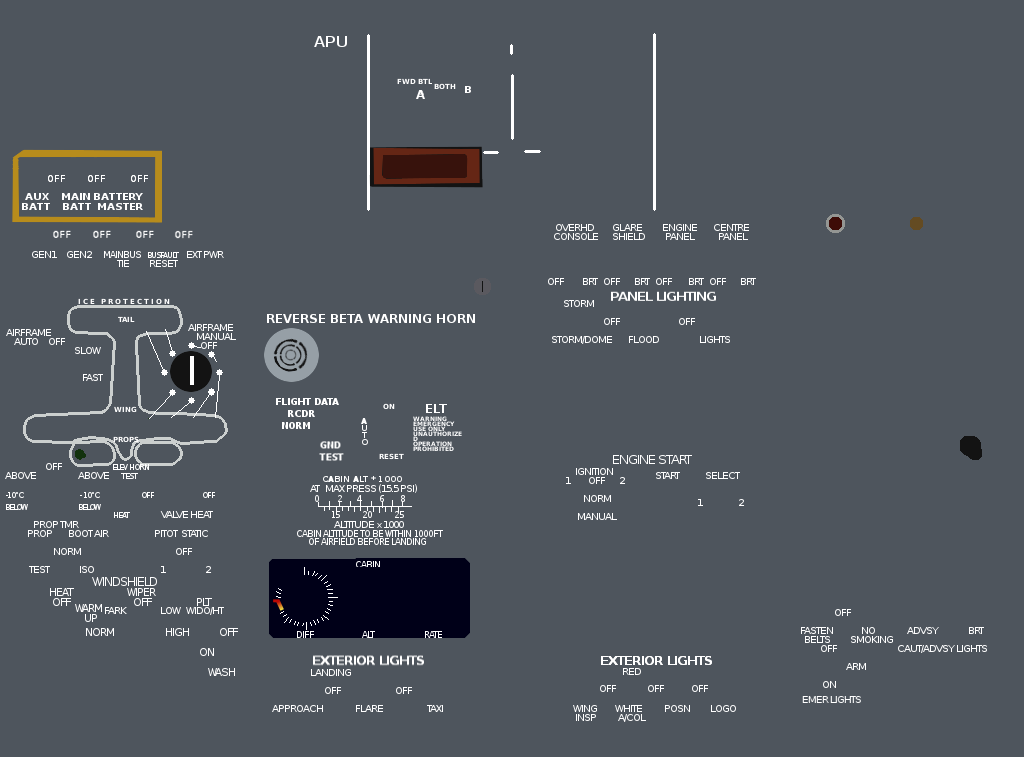 APU
FWD BTL
A
BOTH
B
OFF OFF OFF
AUX MAIN BATTERY
BATT BATT MASTER
OFF OFF OFF OFF
GEN1 GEN2 MAINBUS BUSFAULT EXT PWR
TIE RESET
OVERHD GLARE ENGINE CENTRE
CONSOLE SHIELD PANEL PANEL
OFF BRT OFF BRT OFF BRT OFF BRT
PANEL LIGHTING
STORM
OFF OFF
STORM/DOME FLOOD LIGHTS
ICE PROTECTION
TAIL
AIRFRAME
AUTO OFF
SLOW
FAST
AIRFRAME
MANUAL
OFF
WING
PROPS
REVERSE BETA WARNING HORN
FLIGHT DATA
RCDR
NORM
GND
TEST
ON
AUTO
RESET
ELT
WARNING
EMERGENCY
USE ONLY
UNAUTHORIZE
D
OPERATION
PROHIBITED
OFF
ELEV HORN
TEST
ABOVE ABOVE
-10°C -10°C OFF OFF
BELOW BELOW
HEAT VALVE HEAT
PROP TMR
PROP BOOT AIR PITOT STATIC
NORM OFF
TEST ISO 1 2
WINDSHIELD
HEAT WIPER
OFF OFF PLT
WARM PARK LOW WIDO/HT
UP
NORM HIGH OFF
ON
WASH
CABIN ALT * 1000
AT MAX PRESS (15.5 PSI)
0 2 4 6 8
15 20 25
ALTITUDE x 1000
CABIN ALTITUDE TO BE WITHIN 1000FT
OF AIRFIELD BEFORE LANDING
CABIN
DIFF ALT RATE
EXTERIOR LIGHTS
LANDING
OFF OFF
APPROACH FLARE TAXI
ENGINE START
IGNITION START SELECT
1 OFF 2
NORM 1 2
MANUAL
EXTERIOR LIGHTS
RED
OFF OFF OFF
WING WHITE POSN LOGO
INSP A/COL
OFF
FASTEN NO ADVSY BRT
BELTS SMOKING
OFF CAUT/ADVSY LIGHTS
ARM
ON
EMER LIGHTS